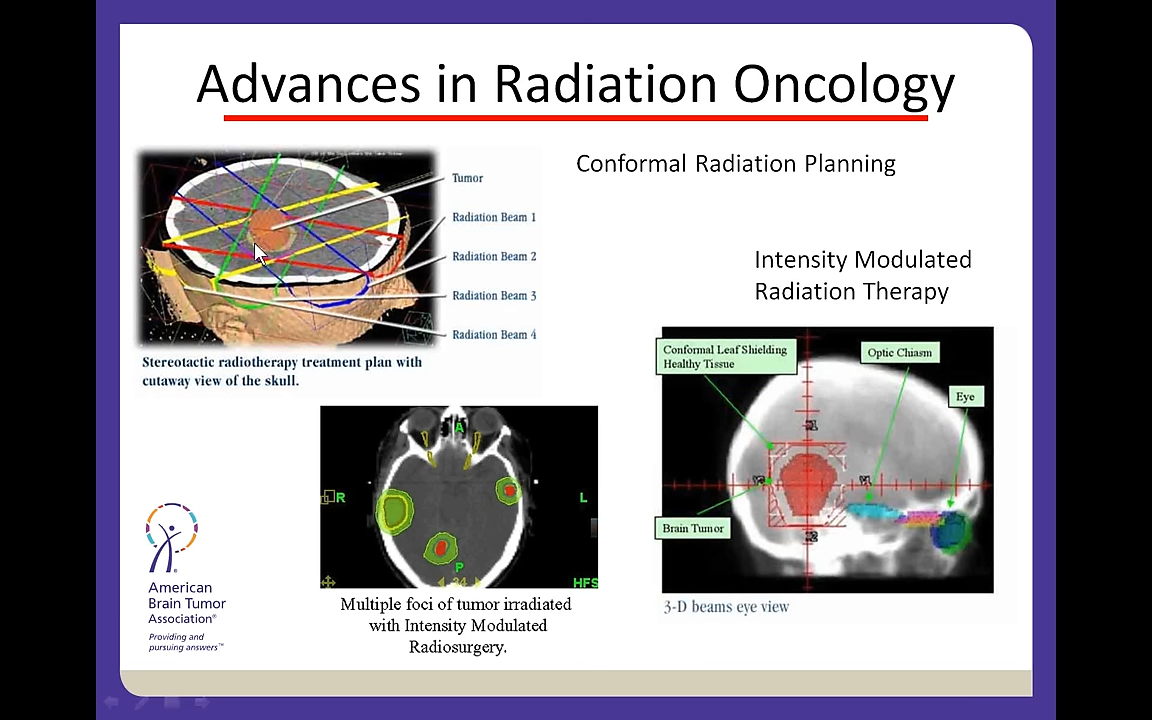 Advances in Radiation Oncology
Conformal Radiation Planning
Tumor
Radiation Beam 1
Radiation Beam 2
Radiation Beam 3
Radiation Beam 4
Stereotactic radiotherapy treatment plan with
cutaway view of the skull.
Intensity Modulated
Radiation Therapy
Conformal Leaf Shielding
Healthy Tissue
Optic Chiasm
Eye
Brain Tumor
3-D beams eye view
A
R
L
P
34
HFS
Multiple foci of tumor irradiated
with Intensity Modulated
Radiosurgery.
American
Brain Tumor
Association®
Providing and
pursuing answers™